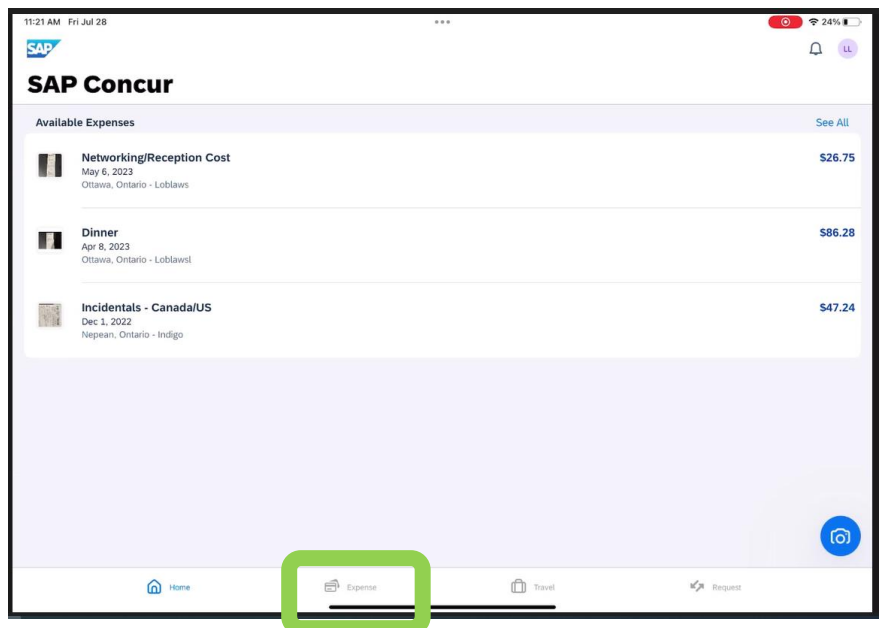 11:21 AM Fri Jul 28
24%
SAP
LL
SAP Concur
Available Expenses
See All
Networking/Reception Cost
$26.75
May 6, 2023
Ottawa, Ontario - Loblaws
Dinner
$86.28
Apr 8, 2023
Ottawa, Ontario - Loblawsl
Incidentals - Canada/US
$47.24
Dec 1, 2022
Nepean, Ontario - Indigo
Home
Expense
Travel
Request